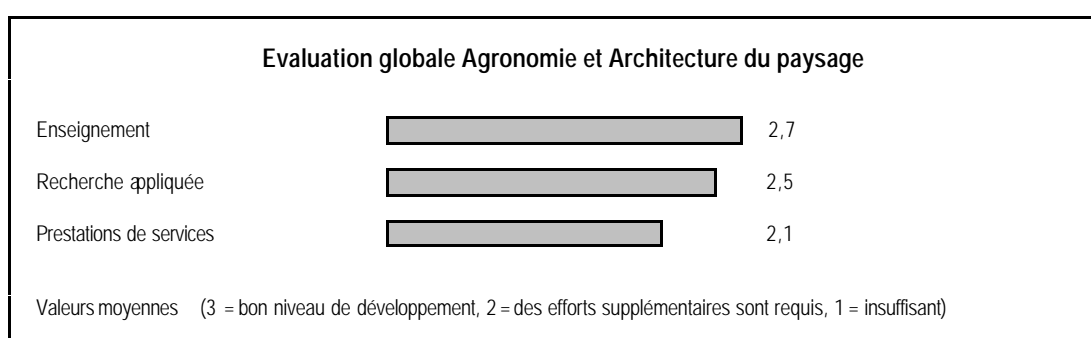 Evaluation globale Agronomie et Architecture du paysage
Enseignement 2,7
Recherche appliquée 2,5
Prestations de services 2,1
Valeurs moyennes (3 = bon niveau de développement, 2 = des efforts supplémentaires sont requis, 1 = insuffisant)